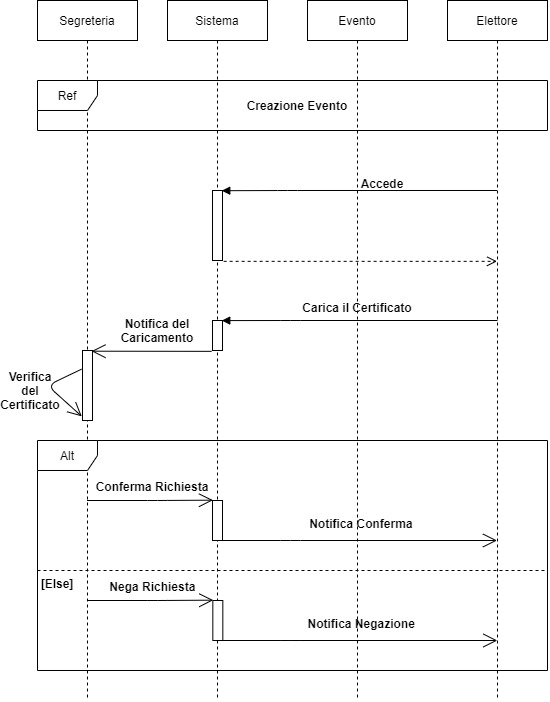 Segreteria
Sistema
Evento
Elettore
Ref
Creazione Evento
Accede
Carica il Certificato
Notifica del
Caricamento
Verifica
del
Certificato
Alt
Conferma Richiesta
Notifica Conferma
[Else]
Nega Richiesta
Notifica Negazione